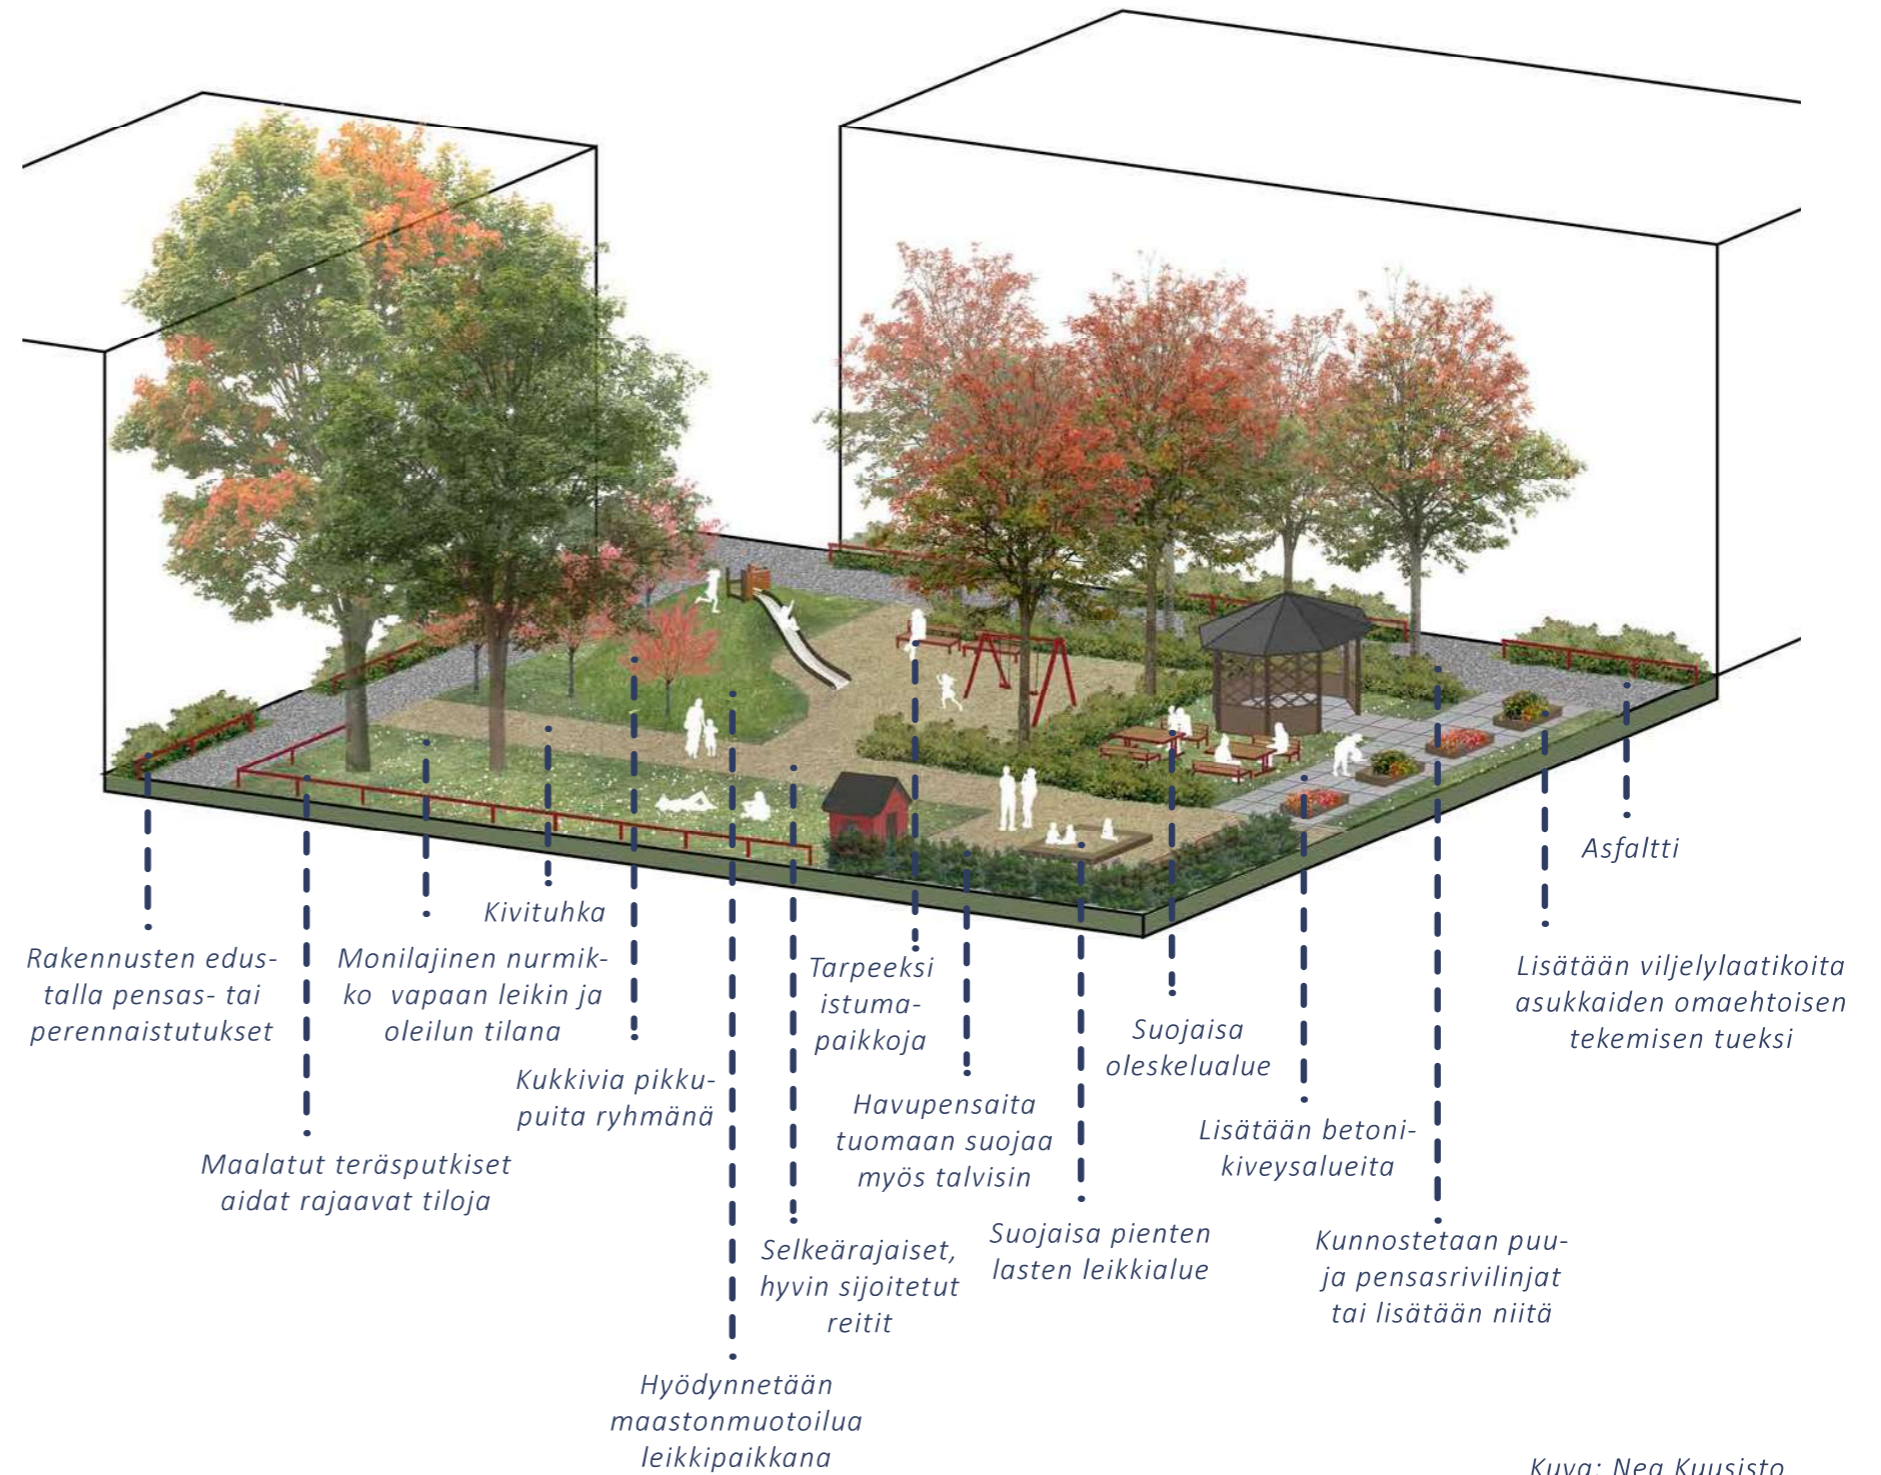 Asfaltti
Kivituhka
Rakennusten edus-
talla pensas- tai
perennaistutukset
Monilajinen nurmik-
ko vapaan leikin ja
oleilun tilana
Tarpeeksi
istuma-
paikkoja
Lisätään viljelylaatikoita
asukkaiden omaehtoisen
tekemisen tueksi
Suojaisa
oleskelualue
Kukkivia pikku-
puita ryhmänä
Havupensaita
tuomaan suojaa
myös talvisin
Lisätään betoni-
kiveysalueita
Maalatut teräsputkiset
aidat rajaavat tiloja
Selkeärajaiset,
hyvin sijoitetut
reitit
Suojaisa pienten
lasten leikkialue
Kunnostetaan puu-
ja pensasrivilinjat
tai lisätään niitä
Hyödynnetään
maastonmuotoilua
leikkipaikkana
Kuva: Nea Kuusisto